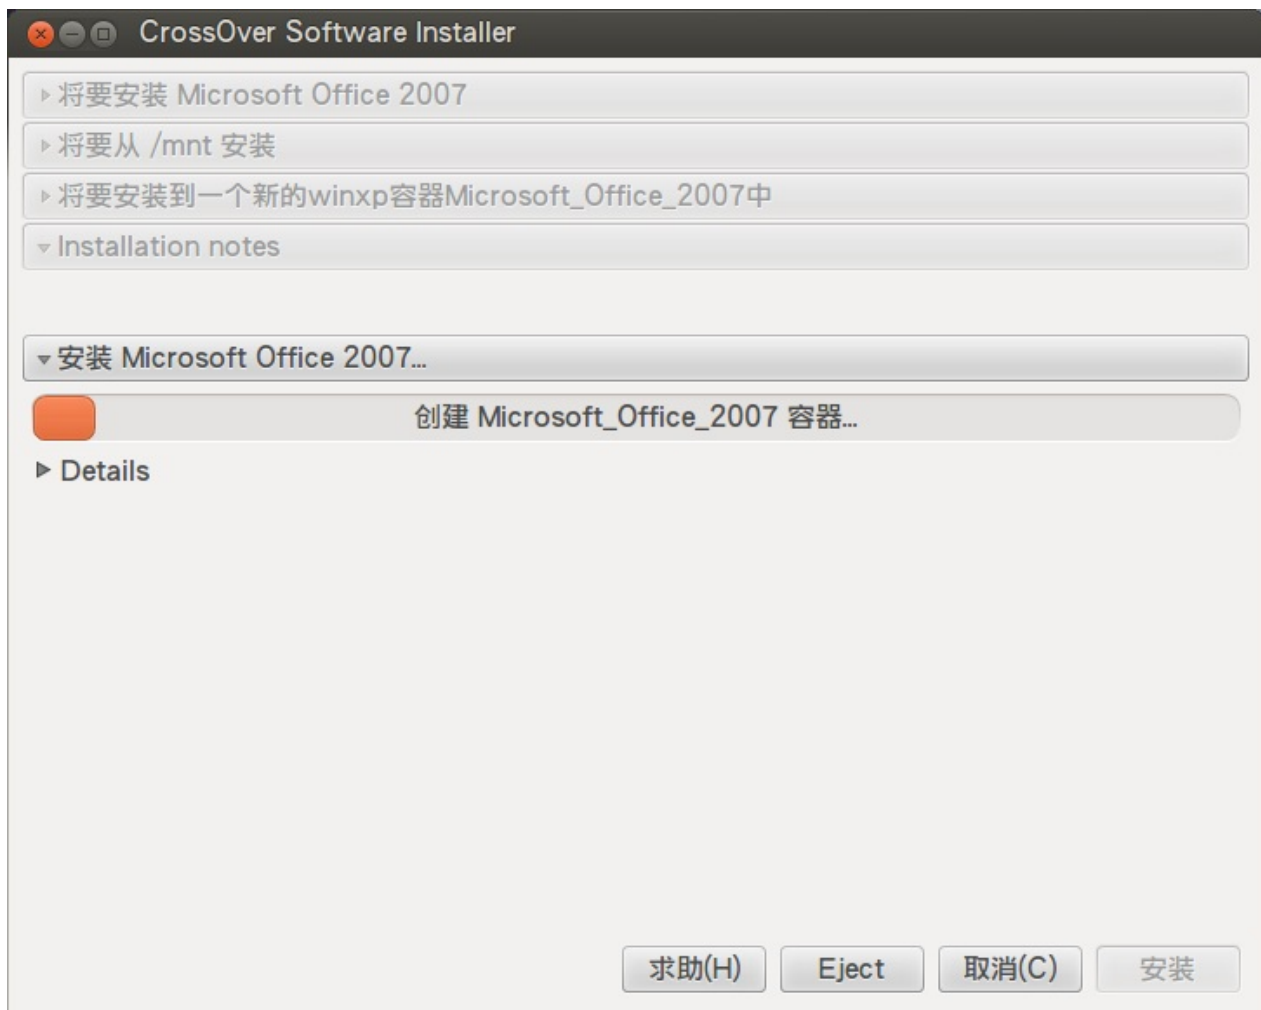 CrossOver Software Installer
将要安装 Microsoft Office 2007
将要从 /mnt 安装
将要安装到一个新的winxp容器Microsoft_Office_2007中
Installation notes
安装 Microsoft Office 2007...
创建 Microsoft_Office_2007 容器...
Details
求助(H) Eject 取消(C) 安装